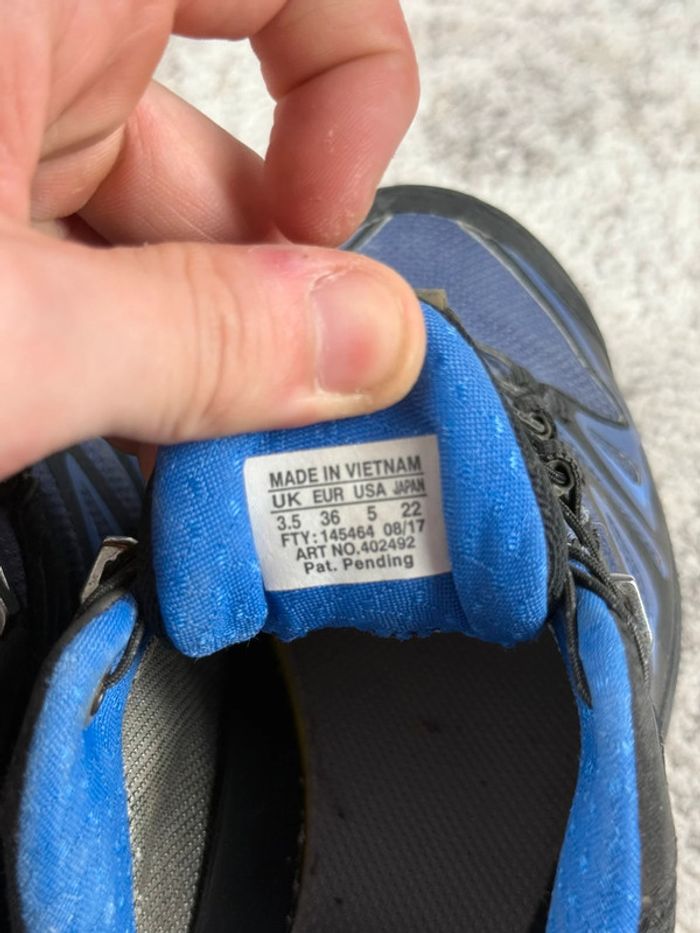 MADE IN VIETNAM
UK EUR USA JAPAN
3.5 36 5 22
FTY: 145464 08/17
ART NO.402492
Pat. Pending